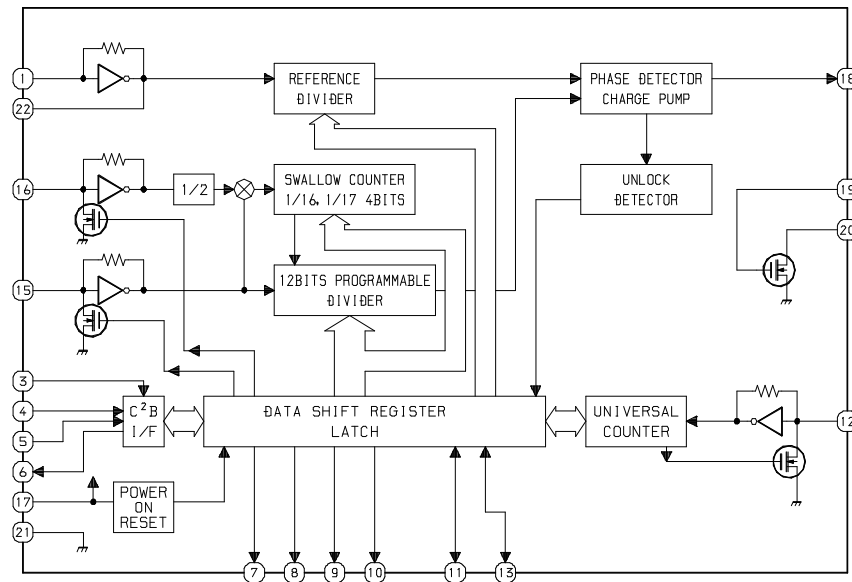 1
REFERENCE
DIVIDER
PHASE DETECTOR
CHARGE PUMP
18
22
16
1/2
SWALLOW COUNTER
1/16, 1/17 4BITS
UNLOCK
DETECTOR
19
20
15
12BITS PROGRAMMABLE
DIVIDER
3
4
5
6
C²B
I/F
DATA SHIFT REGISTER
LATCH
UNIVERSAL
COUNTER
12
17
POWER
ON
RESET
21
7
8
9
10
11
13